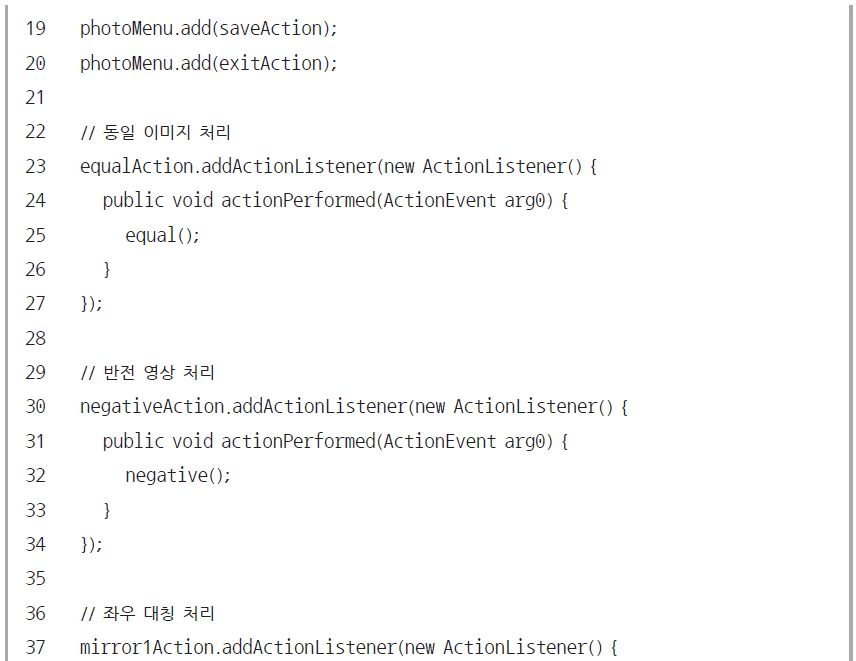 19 photoMenu.add(saveAction);
20 photoMenu.add(exitAction);
21
22 // 동일 이미지 처리
23 equalAction.addActionListener(new ActionListener() {
24 public void actionPerformed(ActionEvent arg0) {
25 equal();
26 }
27 });
28
29 // 반전 영상 처리
30 negativeAction.addActionListener(new ActionListener() {
31 public void actionPerformed(ActionEvent arg0) {
32 negative();
33 }
34 });
35
36 // 좌우 대칭 처리
37 mirror1Action.addActionListener(new ActionListener() {